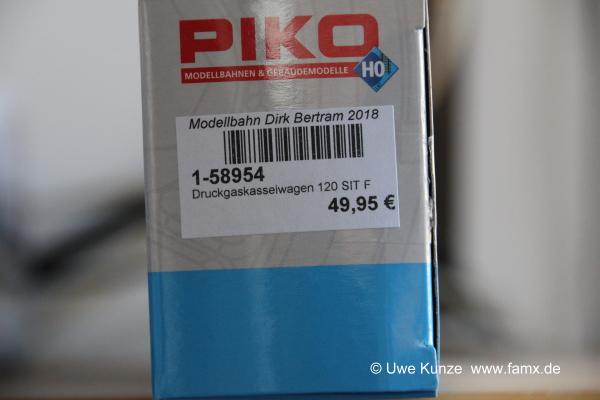 PIKO
MODELLBAHNEN & GEBÄUDEMODELLE
HO
Modellbahn Dirk Bertram 2018
1-58954
Druckgaskasseiwagen 120 SIT F
49,95 €
© Uwe Kunze www.famx.de